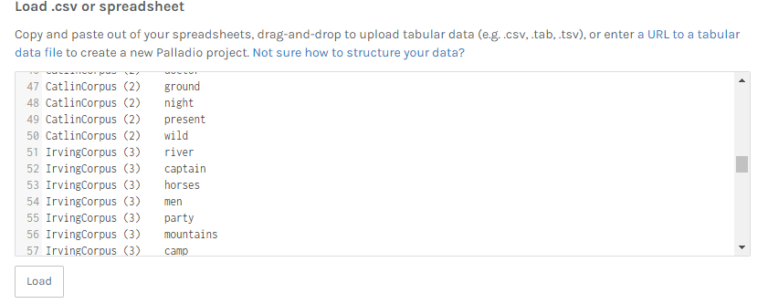 Load .csv or spreadsheet
Copy and paste out of your spreadsheets, drag-and-drop to upload tabular data (e.g. .csv, .tab, .tsv), or enter a URL to a tabular
data file to create a new Palladio project. Not sure how to structure your data?
47 CatlinCorpus (2) ground
48 CatlinCorpus (2) night
49 CatlinCorpus (2) present
50 CatlinCorpus (2) wild
51 IrvingCorpus (3) river
52 IrvingCorpus (3) captain
53 IrvingCorpus (3) horses
54 IrvingCorpus (3) men
55 IrvingCorpus (3) party
56 IrvingCorpus (3) mountains
57 IrvingCorpus (3) camp
Load